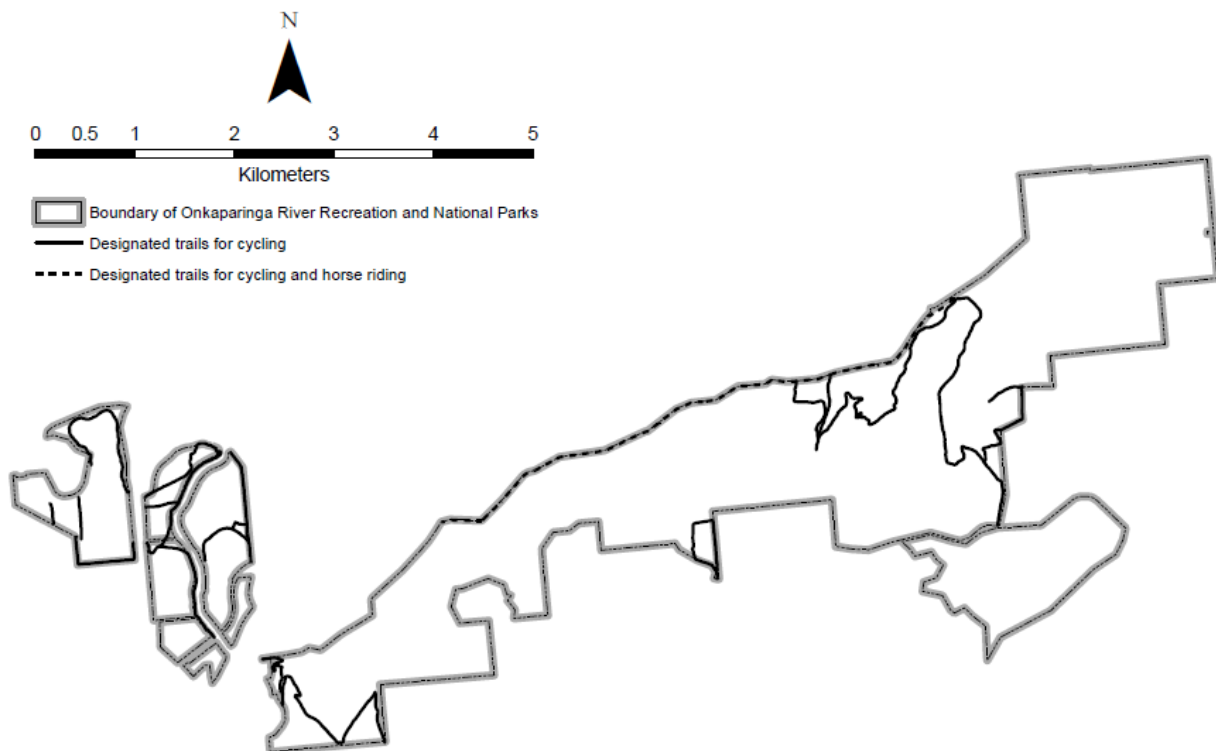 N
0 0.5 1 2 3 4 5
Kilometers
Boundary of Onkaparinga River Recreation and National Parks
Designated trails for cycling
Designated trails for cycling and horse riding